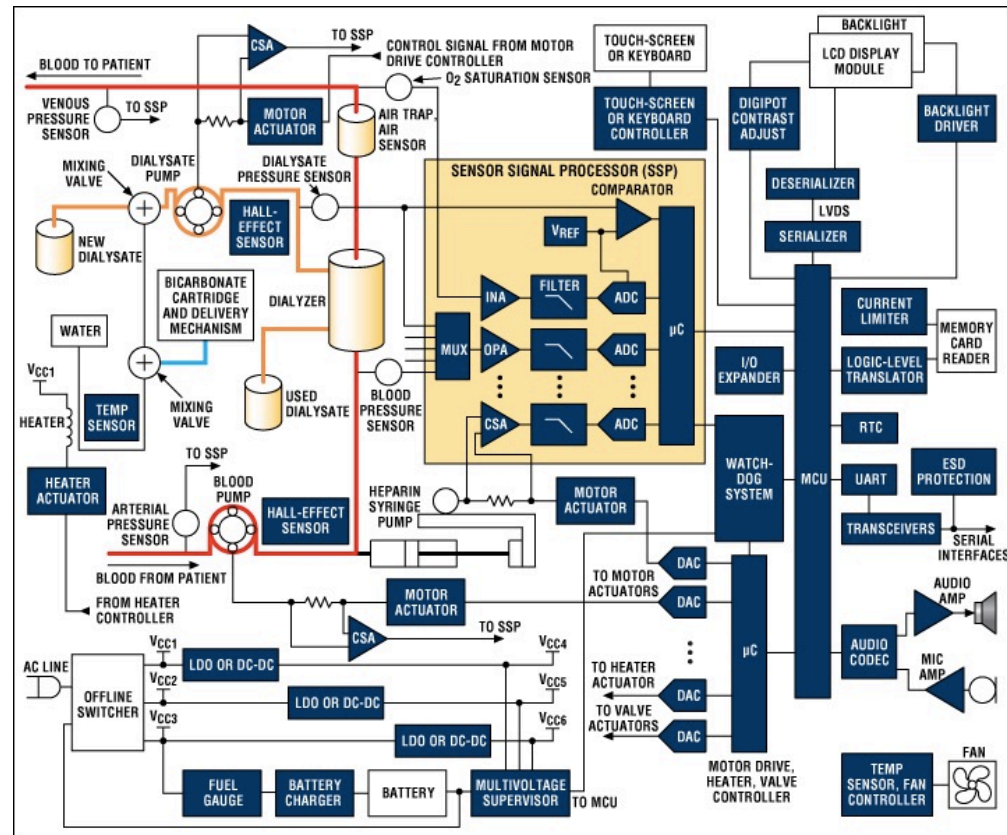 CSA
TO SSP
BLOOD TO PATIENT
CONTROL SIGNAL FROM MOTOR
DRIVE CONTROLLER
O2 SATURATION SENSOR
VENOUS
PRESSURE
SENSOR
TO SSP
MOTOR
ACTUATOR
AIR TRAP,
AIR
SENSOR
TOUCH-SCREEN
OR KEYBOARD
TOUCH-SCREEN
OR KEYBOARD
CONTROLLER
BACKLIGHT
LCD DISPLAY
MODULE
DIGIPOT
CONTRAST
ADJUST
BACKLIGHT
DRIVER
MIXING
VALVE
DIALYSATE
PUMP
DIALYSATE
PRESSURE SENSOR
HALL-
EFFECT
SENSOR
NEW
DIALYSATE
SENSOR SIGNAL PROCESSOR (SSP)
COMPARATOR
VREF
INA
FILTER
ADC
MUX
OPA
ADC
CSA
ADC
µC
DESERIALIZER
LVDS
SERIALIZER
BICARBONATE
CARTRIDGE
AND DELIVERY
MECHANISM
DIALYZER
WATER
VCC1
HEATER
TEMP
SENSOR
MIXING
VALVE
USED
DIALYSATE
BLOOD
PRESSURE
SENSOR
CURRENT
LIMITER
MEMORY
CARD
READER
I/O
EXPANDER
LOGIC-LEVEL
TRANSLATOR
RTC
MCU
WATCH-
DOG
SYSTEM
UART
ESD
PROTECTION
TRANSCEIVERS
SERIAL
INTERFACES
HEATER
ACTUATOR
TO SSP
ARTERIAL
PRESSURE
SENSOR
BLOOD
PUMP
HALL-EFFECT
SENSOR
HEPARIN
SYRINGE
PUMP
MOTOR
ACTUATOR
BLOOD FROM PATIENT
FROM HEATER
CONTROLLER
MOTOR
ACTUATOR
CSA
TO SSP
TO MOTOR
ACTUATORS
DAC
DAC
TO HEATER
ACTUATOR
DAC
TO VALVE
ACTUATORS
DAC
µC
MOTOR DRIVE,
HEATER, VALVE
CONTROLLER
AUDIO
AMP
AUDIO
CODEC
MIC
AMP
AC LINE
OFFLINE
SWITCHER
VCC1
LDO OR DC-DC
VCC4
VCC2
LDO OR DC-DC
VCC5
VCC3
LDO OR DC-DC
VCC6
FUEL
GAUGE
BATTERY
CHARGER
BATTERY
MULTIVOLTAGE
SUPERVISOR
TO MCU
TEMP
SENSOR, FAN
CONTROLLER
FAN